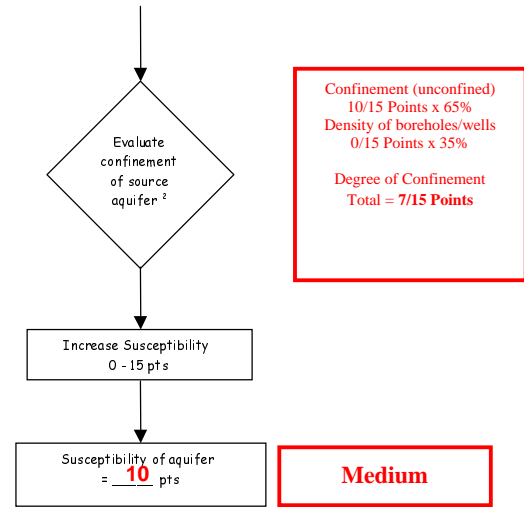 Evaluate
confinement
of source
aquifer 2
Confinement (unconfined)
10/15 Points x 65%
Density of boreholes/wells
0/15 Points x 35%
Degree of Confinement
Total = 7/15 Points
Increase Susceptibility
0 - 15 pts
Susceptibility of aquifer
= __10__ pts
Medium